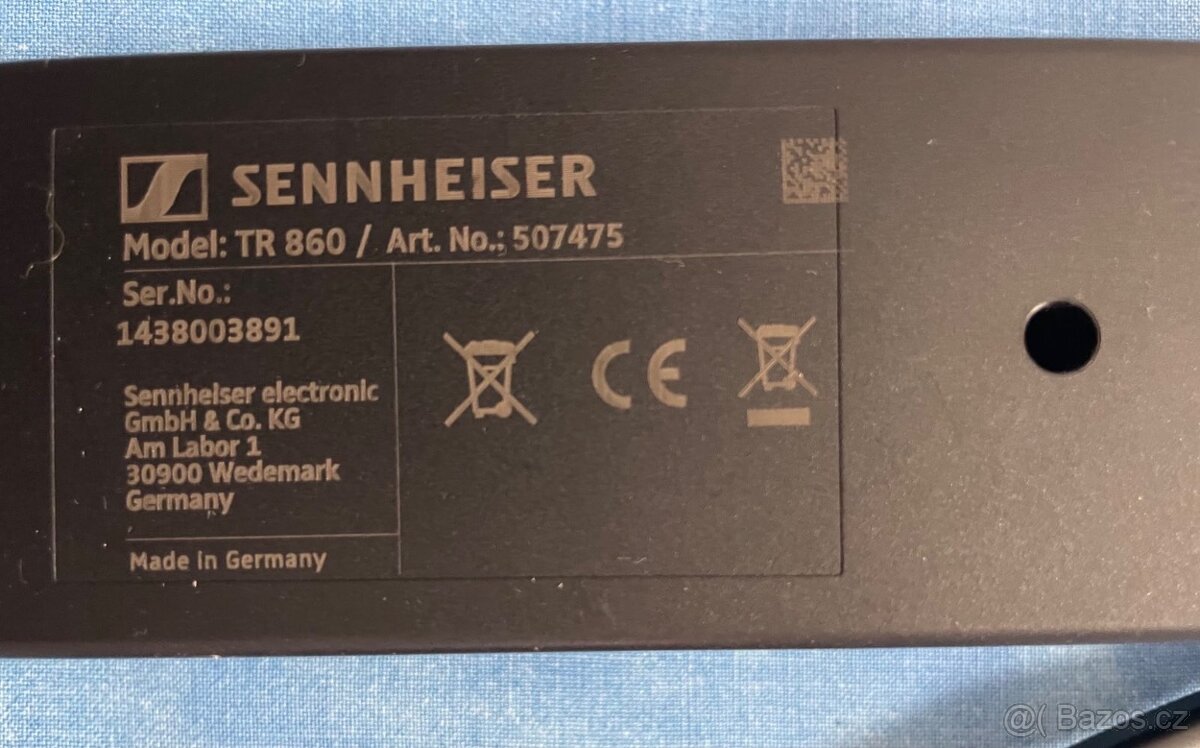 SENNHEISER
Model: TR 860 / Art. No.: 507475
Ser.No.:
1438003891
Sennheiser electronic
GmbH & Co. KG
Am Labor 1
30900 Wedemark
Germany
Made in Germany
CE
@( Bazos.cz